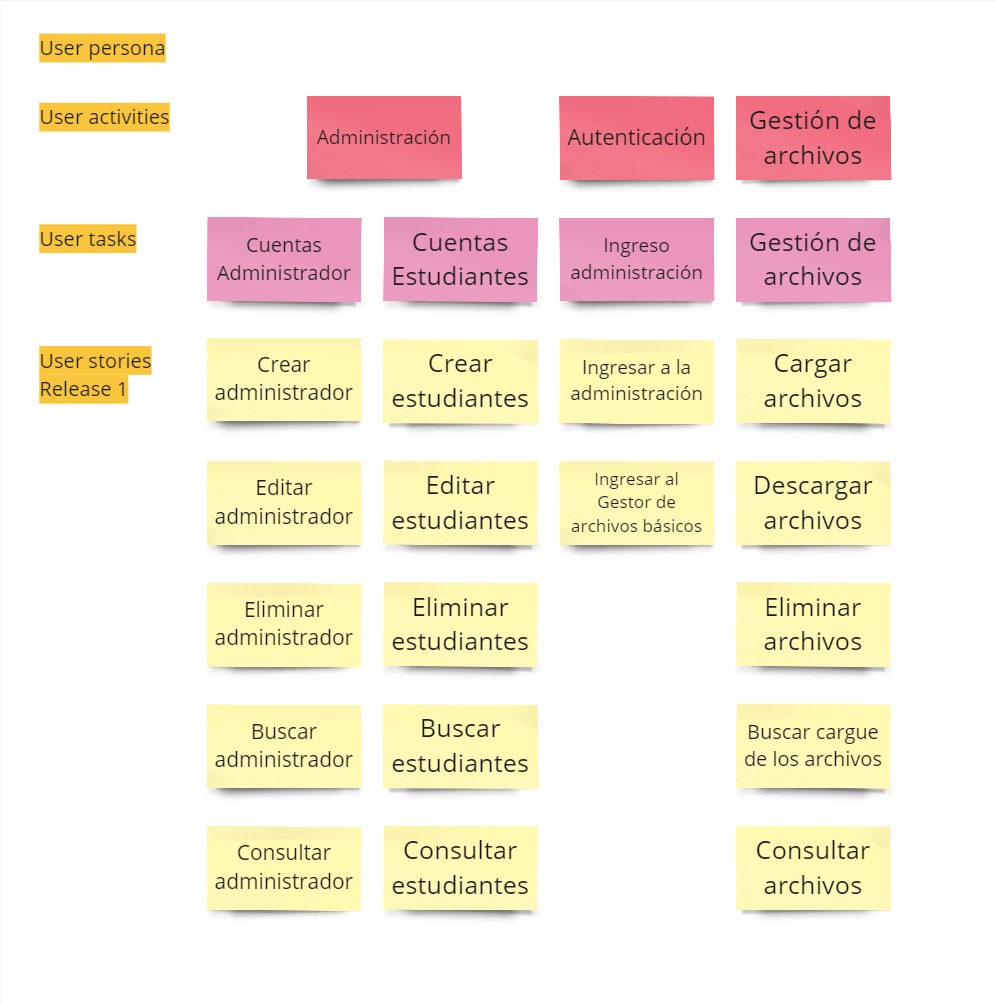 User persona
User activities
Administración
Autenticación
Gestión de
archivos
User tasks
Cuentas
Administrador
Cuentas
Estudiantes
Ingreso
administración
Gestión de
archivos
User stories
Release 1
Crear
administrador
Crear
estudiantes
Ingresar a la
administración
Cargar
archivos
Editar
administrador
Editar
estudiantes
Ingresar al
Gestor de
archivos básicos
Descargar
archivos
Eliminar
administrador
Eliminar
estudiantes
Eliminar
archivos
Buscar
administrador
Buscar
estudiantes
Buscar cargue
de los archivos
Consultar
administrador
Consultar
estudiantes
Consultar
archivos